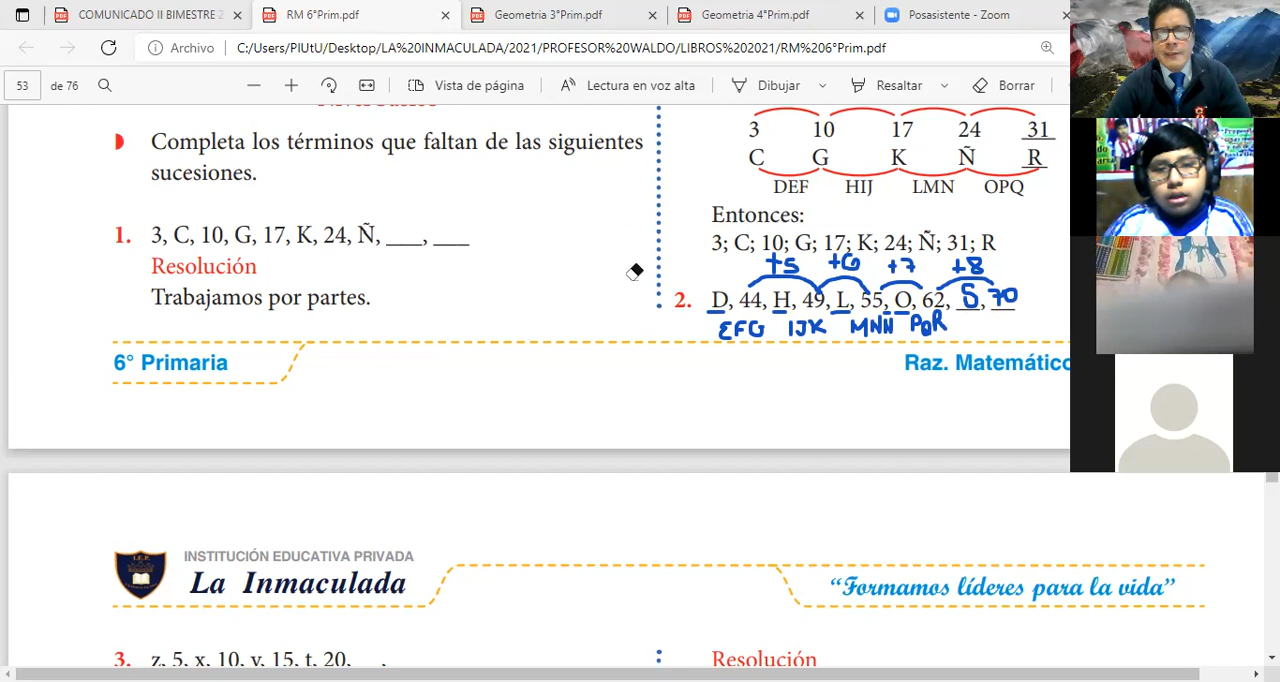 COMUNICADO II BIMESTRE 2
RM 6°Prim.pdf
Geometria 3°Prim.pdf
Geometria 4°Prim.pdf
Posasistente - Zoom
Archivo
C:/Users/PIUtU/Desktop/LA%20INMACULADA/2021/PROFESOR%20WALDO/LIBROS%202021/RM%206°Prim.pdf
53 de 76
Vista de página
Lectura en voz alta
Dibujar
Resaltar
Borrar
Completa los términos que faltan de las siguientes
sucesiones.
1. 3, C, 10, G, 17, K, 24, Ñ, ___, ___
Resolución
Trabajamos por partes.
6° Primaria
3 10 17 24 31
C G K Ñ R
DEF HIJ LMN OPQ
Entonces:
3; C; 10; G; 17; K; 24; Ñ; 31; R
+5 +6 +7 +8
2. D, 44, H, 49, L, 55, O, 62, S, 70
EFG IJK MNÑ PQR
Raz. Matemático
INSTITUCIÓN EDUCATIVA PRIVADA
La Inmaculada
“Formamos líderes para la vida”
3. z, 5, x, 10, v, 15, t, 20, __,
Resolución